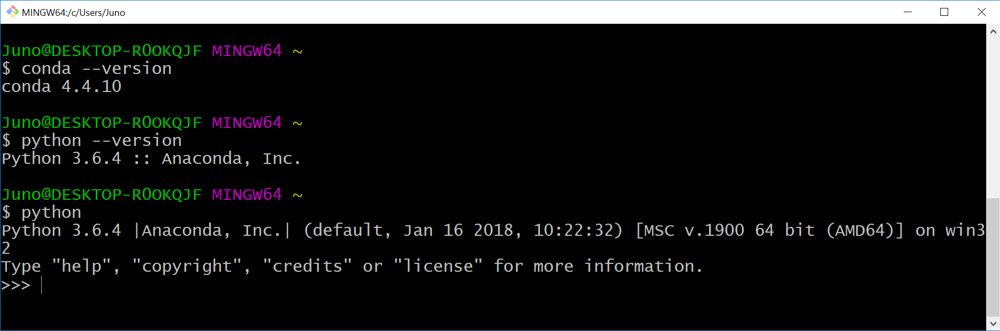 MINGW64:/c/Users/Juno
Juno@DESKTOP-R0OKQJF MINGW64 ~
$ conda --version
conda 4.4.10
Juno@DESKTOP-R0OKQJF MINGW64 ~
$ python --version
Python 3.6.4 :: Anaconda, Inc.
Juno@DESKTOP-R0OKQJF MINGW64 ~
$ python
Python 3.6.4 |Anaconda, Inc.| (default, Jan 16 2018, 10:22:32) [MSC v.1900 64 bit (AMD64)] on win3
2
Type "help", "copyright", "credits" or "license" for more information.
>>>